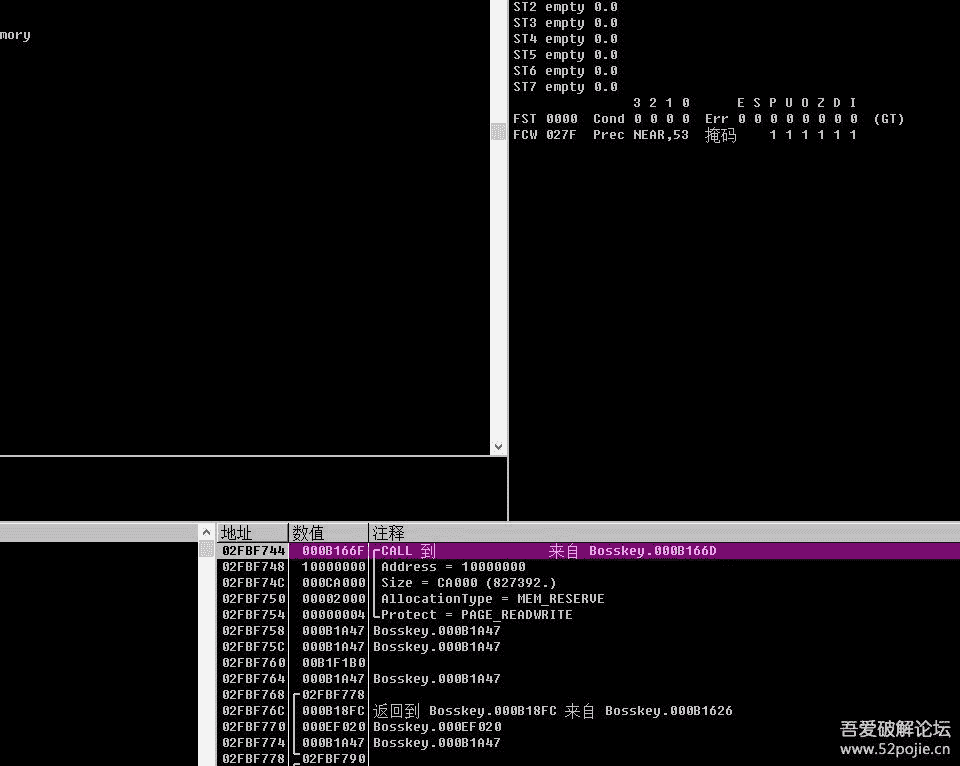 mory
ST2 empty 0.0
ST3 empty 0.0
ST4 empty 0.0
ST5 empty 0.0
ST6 empty 0.0
ST7 empty 0.0
3 2 1 0 E S P U O Z D I
FST 0000 Cond 0 0 0 0 Err 0 0 0 0 0 0 0 0 (GT)
FCW 027F Prec NEAR,53 掩码 1 1 1 1 1 1
地址 数值 注释
02FBF744 000B166F CALL 到 来自 Bosskey.000B166D
02FBF748 10000000 Address = 10000000
02FBF74C 000CA000 Size = CA000 (827392.)
02FBF750 00002000 AllocationType = MEM_RESERVE
02FBF754 00000004 Protect = PAGE_READWRITE
02FBF758 000B1A47 Bosskey.000B1A47
02FBF75C 000B1A47 Bosskey.000B1A47
02FBF760 00B1F1B0
02FBF764 000B1A47 Bosskey.000B1A47
02FBF768 02FBF778
02FBF76C 000B18FC 返回到 Bosskey.000B18FC 来自 Bosskey.000B1626
02FBF770 000EF020 Bosskey.000EF020
02FBF774 000B1A47 Bosskey.000B1A47
02FBF778 02FBF790
吾爱破解论坛
www.52pojie.cn